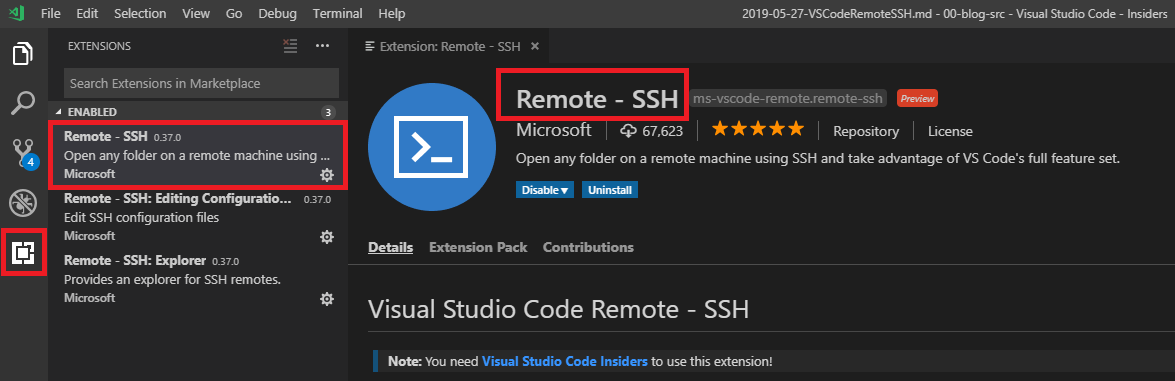 File Edit Selection View Go Debug Terminal Help 2019-05-27-VSCodeRemoteSSH.md - 00-blog-src - Visual Studio Code - Insiders
EXTENSIONS
Search Extensions in Marketplace
ENABLED 3
Remote - SSH 0.37.0
Open any folder on a remote machine using ...
Microsoft
Remote - SSH: Editing Configuratio... 0.37.0
Edit SSH configuration files
Microsoft
Remote - SSH: Explorer 0.37.0
Provides an explorer for SSH remotes.
Microsoft
4
Extension: Remote - SSH
Remote - SSH ms-vscode-remote.remote-ssh Preview
Microsoft 67,623 Repository License
Open any folder on a remote machine using SSH and take advantage of VS Code's full feature set.
Disable Uninstall
Details Extension Pack Contributions
Visual Studio Code Remote - SSH
Note: You need Visual Studio Code Insiders to use this extension!